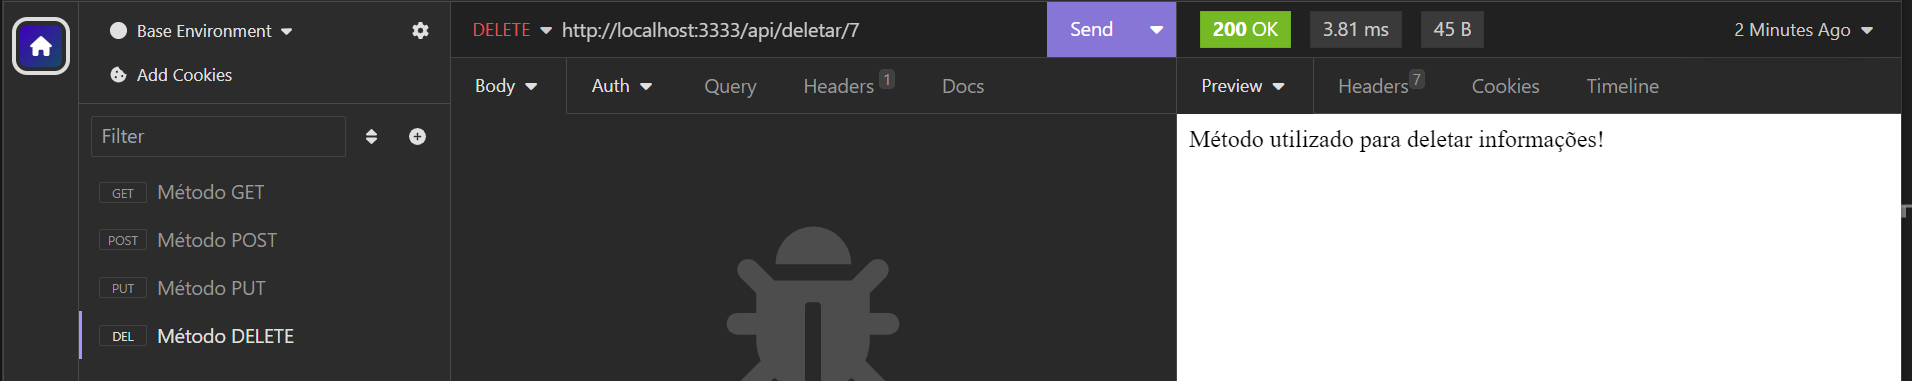 Base Environment
Add Cookies
Filter
GET Método GET
POST Método POST
PUT Método PUT
DEL Método DELETE
DELETE http://localhost:3333/api/deletar/7 Send
Body Auth Query Headers 1 Docs
200 OK 3.81 ms 45 B 2 Minutes Ago
Preview Headers 7 Cookies Timeline
Método utilizado para deletar informações!